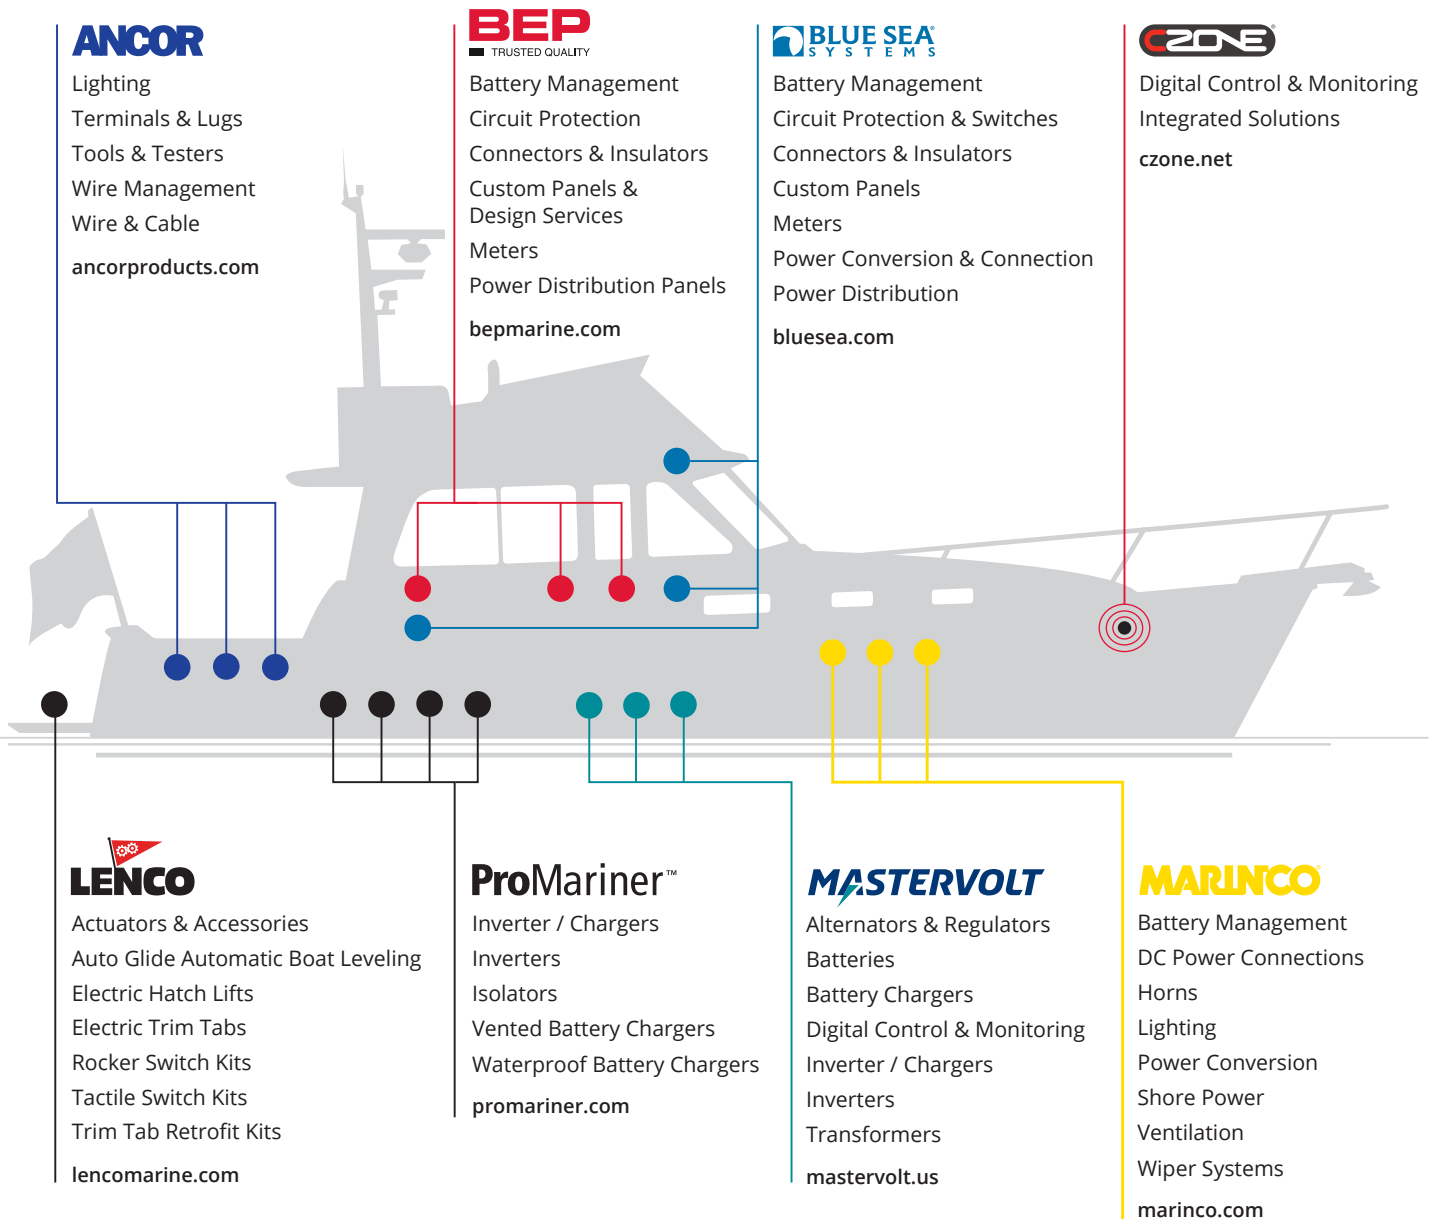 ANCOR
Lighting
Terminals & Lugs
Tools & Testers
Wire Management
Wire & Cable
ancorproducts.com
BEP
TRUSTED QUALITY
Battery Management
Circuit Protection
Connectors & Insulators
Custom Panels &
Design Services
Meters
Power Distribution Panels
bepmarine.com
BLUE SEA
SYSTEMS
Battery Management
Circuit Protection & Switches
Connectors & Insulators
Custom Panels
Meters
Power Conversion & Connection
Power Distribution
bluesea.com
CZONE®
Digital Control & Monitoring
Integrated Solutions
czone.net
LENCO
Actuators & Accessories
Auto Glide Automatic Boat Leveling
Electric Hatch Lifts
Electric Trim Tabs
Rocker Switch Kits
Tactile Switch Kits
Trim Tab Retrofit Kits
lencomarine.com
ProMariner™
Inverter / Chargers
Inverters
Isolators
Vented Battery Chargers
Waterproof Battery Chargers
promariner.com
MASTERVOLT
Alternators & Regulators
Batteries
Battery Chargers
Digital Control & Monitoring
Inverter / Chargers
Inverters
Transformers
mastervolt.us
MARINCO
Battery Management
DC Power Connections
Horns
Lighting
Power Conversion
Shore Power
Ventilation
Wiper Systems
marinco.com